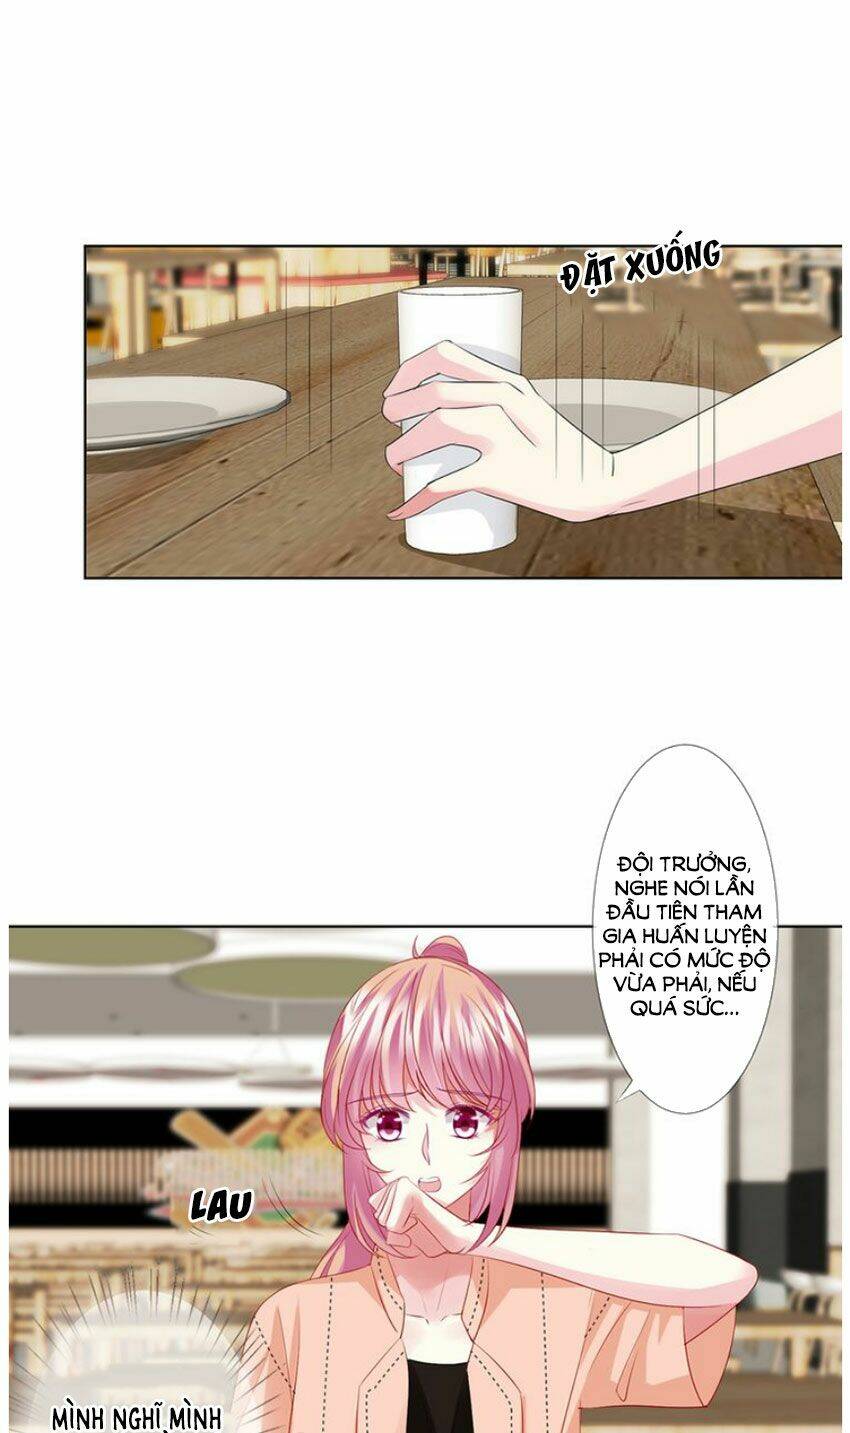 ĐẶT XUỐNG
ĐỘI TRƯỞNG,
NGHE NÓI LẦN
ĐẦU TIÊN THAM
GIA HUẤN LUYỆN
PHẢI CÓ MỨC ĐỘ
VỪA PHẢI, NẾU
QUÁ SỨC...
LAU
MÌNH NGHĨ MÌNH